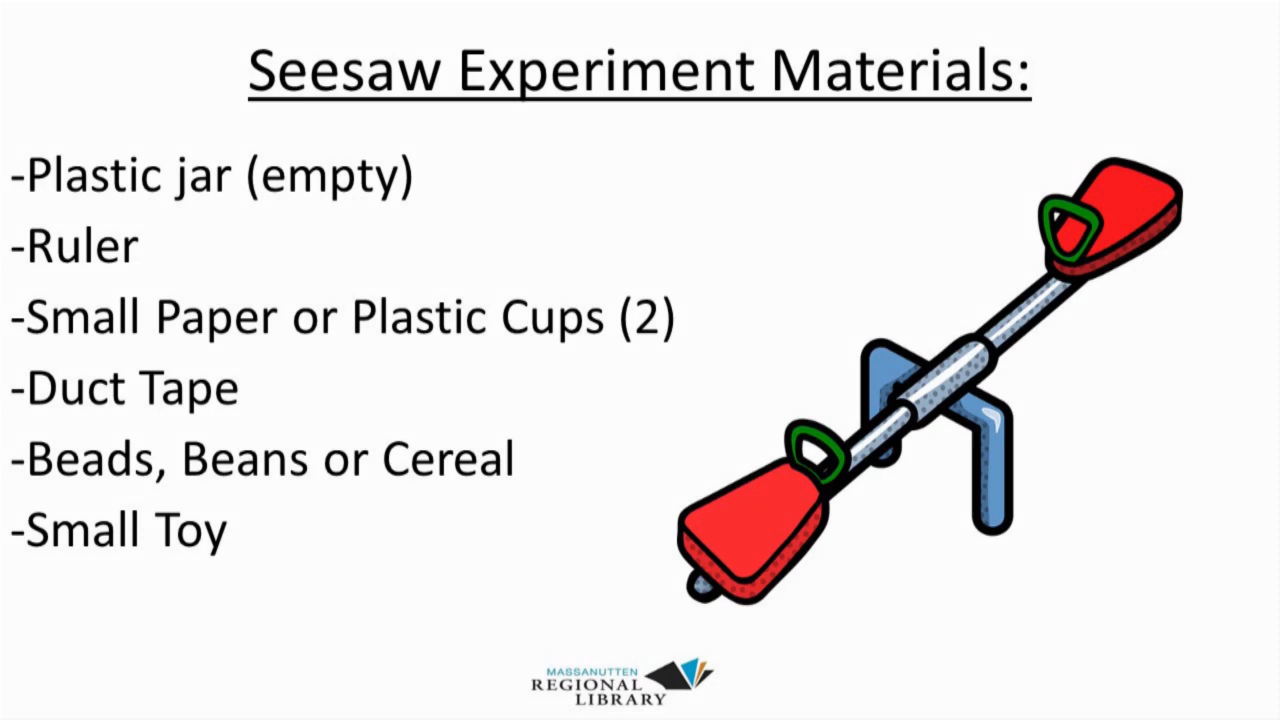 Seesaw Experiment Materials:
-Plastic jar (empty)
-Ruler
-Small Paper or Plastic Cups (2)
-Duct Tape
-Beads, Beans or Cereal
-Small Toy
MASSANUTTEN
REGIONAL
LIBRARY